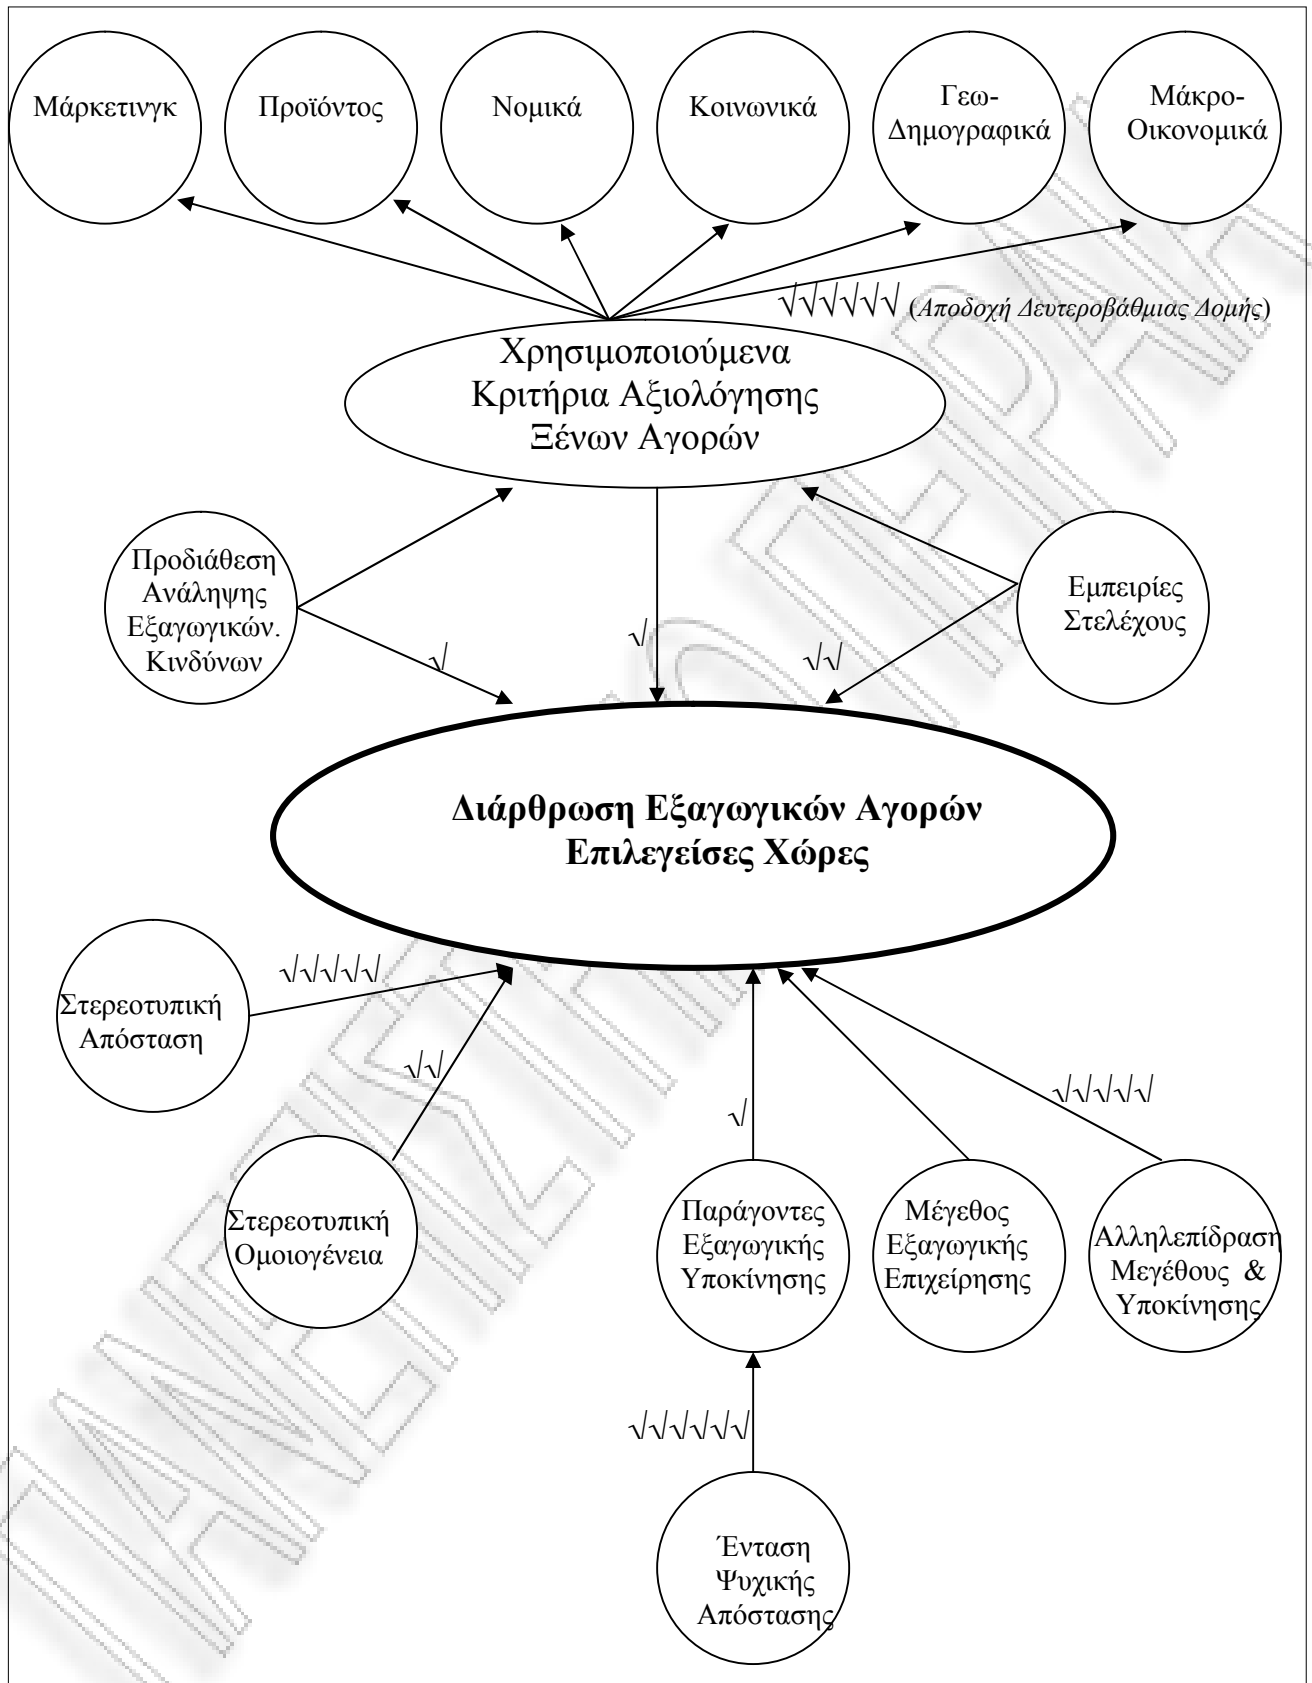 Μάρκετινγκ
Προϊόντος
Νομικά
Κοινωνικά
Γεω-
Δημογραφικά
Μάκρο-
Οικονομικά
√√√√√√ (Αποδοχή Δευτεροβάθμιας Δομής)
Χρησιμοποιούμενα
Κριτήρια Αξιολόγησης
Ξένων Αγορών
Προδιάθεση
Ανάληψης
Εξαγωγικών.
Κινδύνων
Εμπειρίες
Στελέχους
√
√
√√
Διάρθρωση Εξαγωγικών Αγορών
Επιλεγείσες Χώρες
√√√√√
Στερεοτυπική
Απόσταση
√√
Στερεοτυπική
Ομοιογένεια
√
√√√√√
Παράγοντες
Εξαγωγικής
Υποκίνησης
Μέγεθος
Εξαγωγικής
Επιχείρησης
Αλληλεπίδραση
Μεγέθους &
Υποκίνησης
√√√√√√
Ένταση
Ψυχικής
Απόστασης